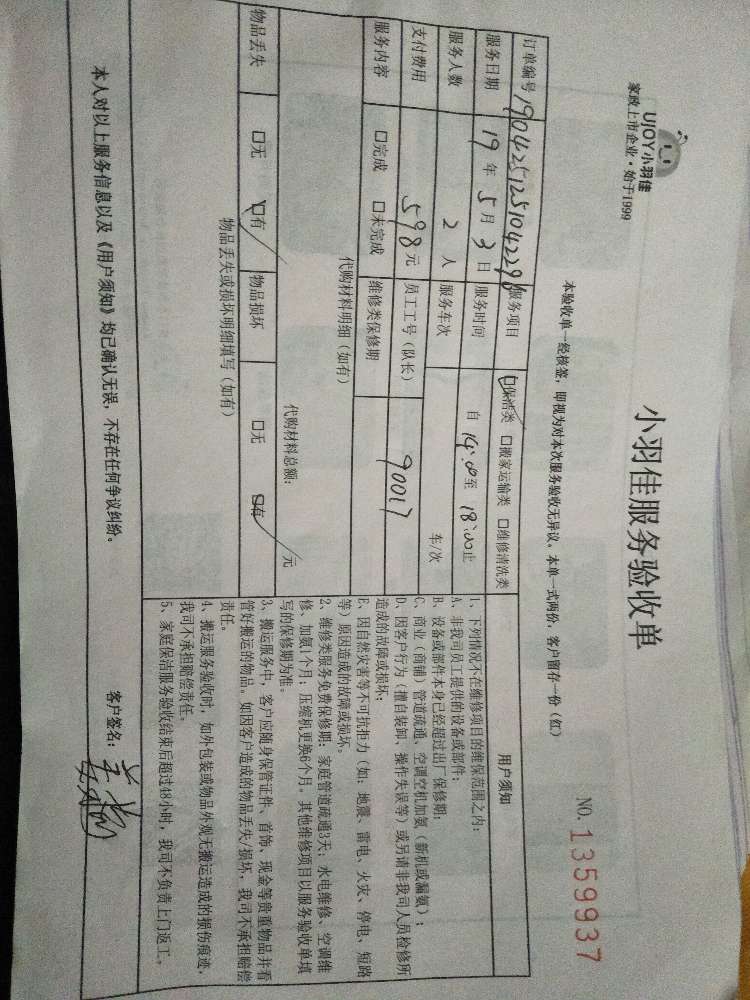 UJOY小羽佳
家政上市企业·始于1999
小羽佳服务验收单
NO. 1359937
本验收单一经核签，即视为对本次服务验收无异议，本单一式两份，客户留存一份（红）
订单编号 1904251251042298 服务项目 ☑保洁类 □搬家运输类 □维修清洗类
服务日期 19 年 5 月 3 日 服务时间 自 14:00 至 18:00 止
服务人数 2 人 服务车次 车/次
支付费用 598 元 员工工号（队长） 90017
服务内容 □完成 □未完成 维修类保修期
代购材料明细（如有）
代购材料总额： 元
物品丢失 □无 □有 物品损坏 □无 □有
物品丢失或损坏明细填写（如有）
用户须知
1、下列情况不在维修项目的维保范围之内：
A、非我司员工提供的设备或部件；
B、设备或部件本身已经超过出厂保修期；
C、商业（商铺）管道疏通、空调空机加氨（新机或漏氨）；
D、因客户行为（擅自装卸、操作失误等）或另请非我司人员检修所
造成的故障或损坏；
E、因自然灾害等不可抗拒力（如：地震、雷电、火灾、停电、短路
等）原因造成的故障或损坏。
2、维修类服务免费保修期：家庭管道疏通3天；水电维修、空调维
修、加氨1个月，压缩机更换6个月。其他维修项目以服务验收单填
写的保修期为准。
3、搬运服务中，客户应随身保管证件、首饰、现金等贵重物品并看
管好搬运的物品。如因客户造成的物品丢失/损坏，我司不承担赔偿
责任。
4、搬运服务验收时，如外包装或物品外观无搬运造成的损伤痕迹，
我司不承担赔偿责任。
5、家庭保洁服务验收结束后超过48小时，我司不负责上门返工。
本人对以上服务信息以及《用户须知》均已确认无误，不存在任何争议纠纷。
客户签名：